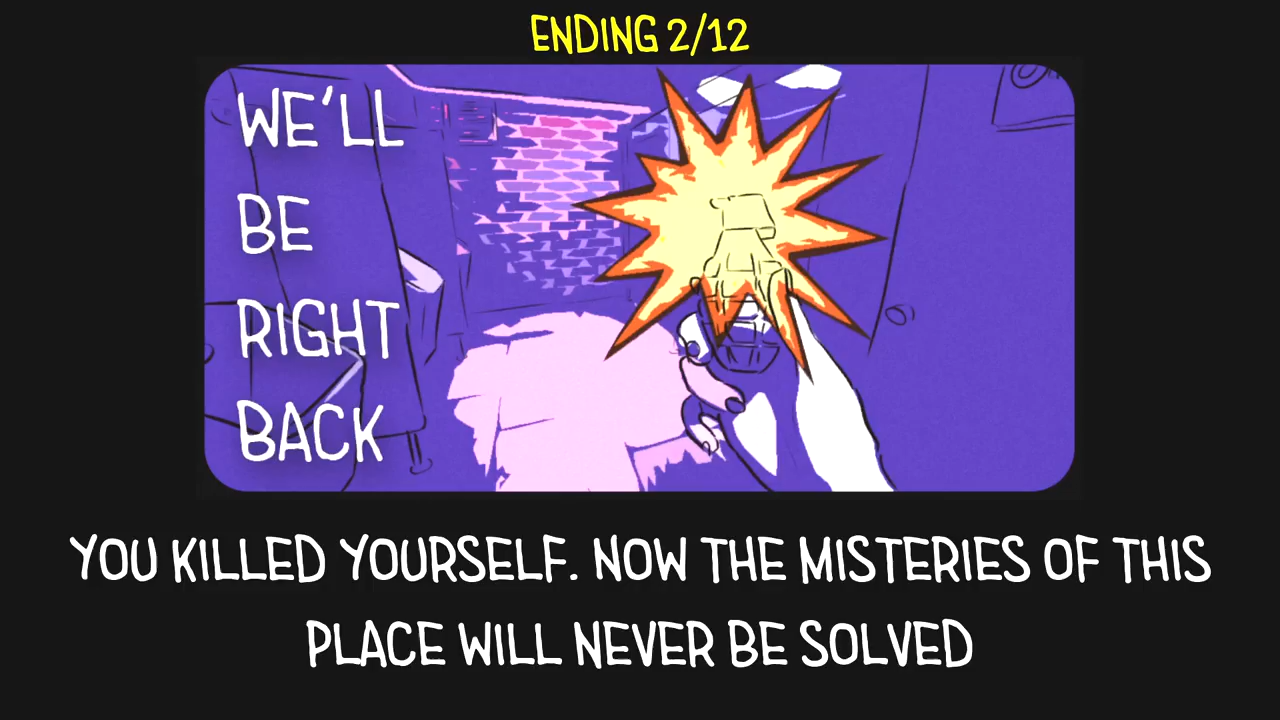 ENDING 2/12
WE'LL
BE
RIGHT
BACK
YOU KILLED YOURSELF. NOW THE MISTERIES OF THIS
PLACE WILL NEVER BE SOLVED